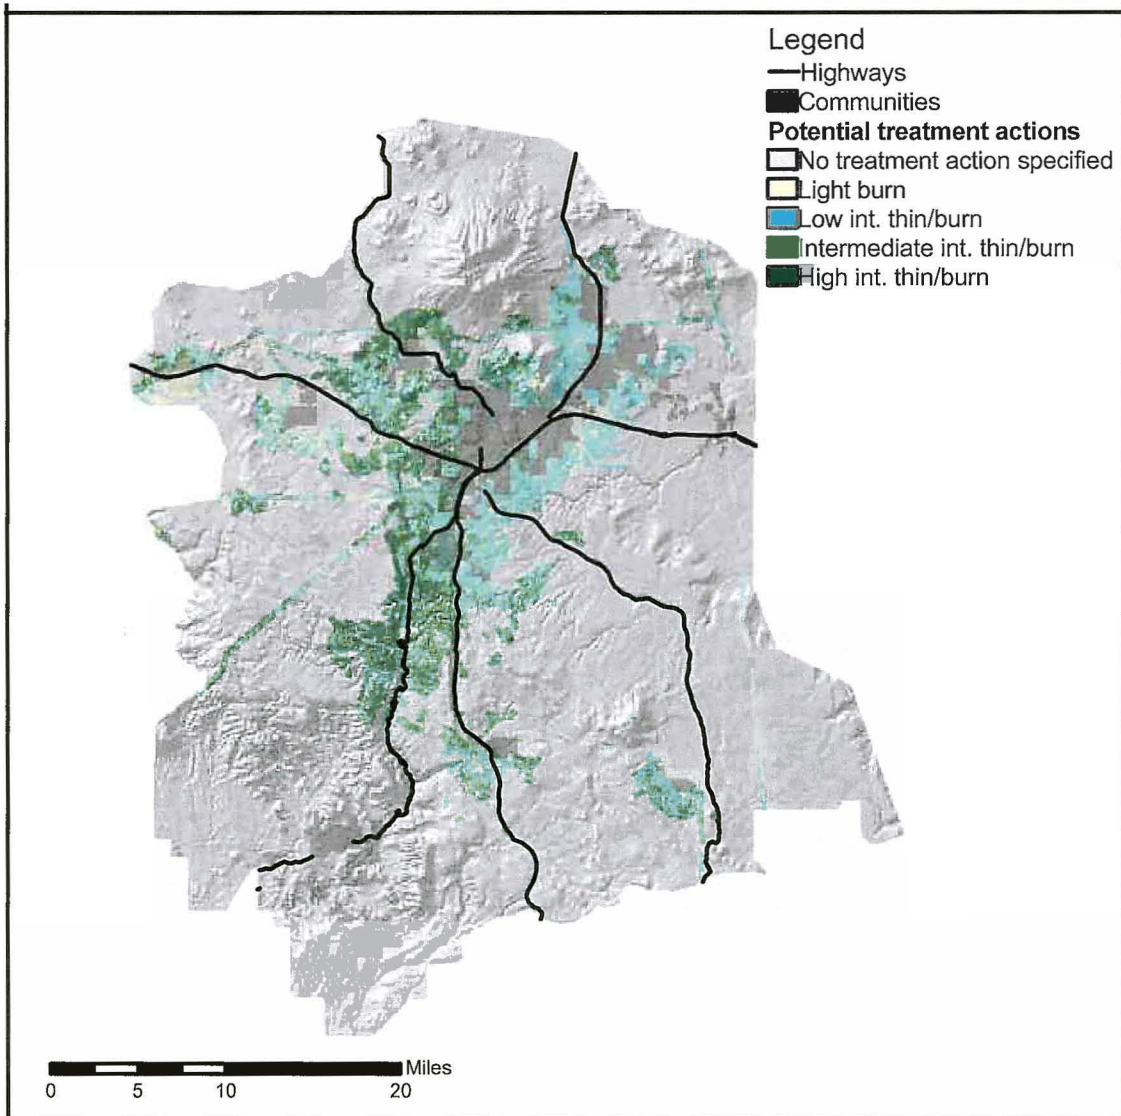 Legend
Highways
Communities
Potential treatment actions
No treatment action specified
Light burn
Low int. thin/burn
Intermediate int. thin/burn
High int. thin/burn
Miles
0 5 10 20